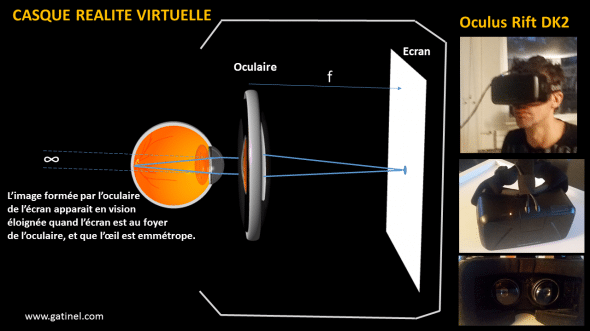 CASQUE REALITE VIRTUELLE
Oculus Rift DK2
Ecran
Oculaire
f
∞
L'image formée par l'oculaire
de l'écran apparait en vision
éloignée quand l'écran est au foyer
de l'oculaire, et que l'œil est emmétrope.
www.gatinel.com